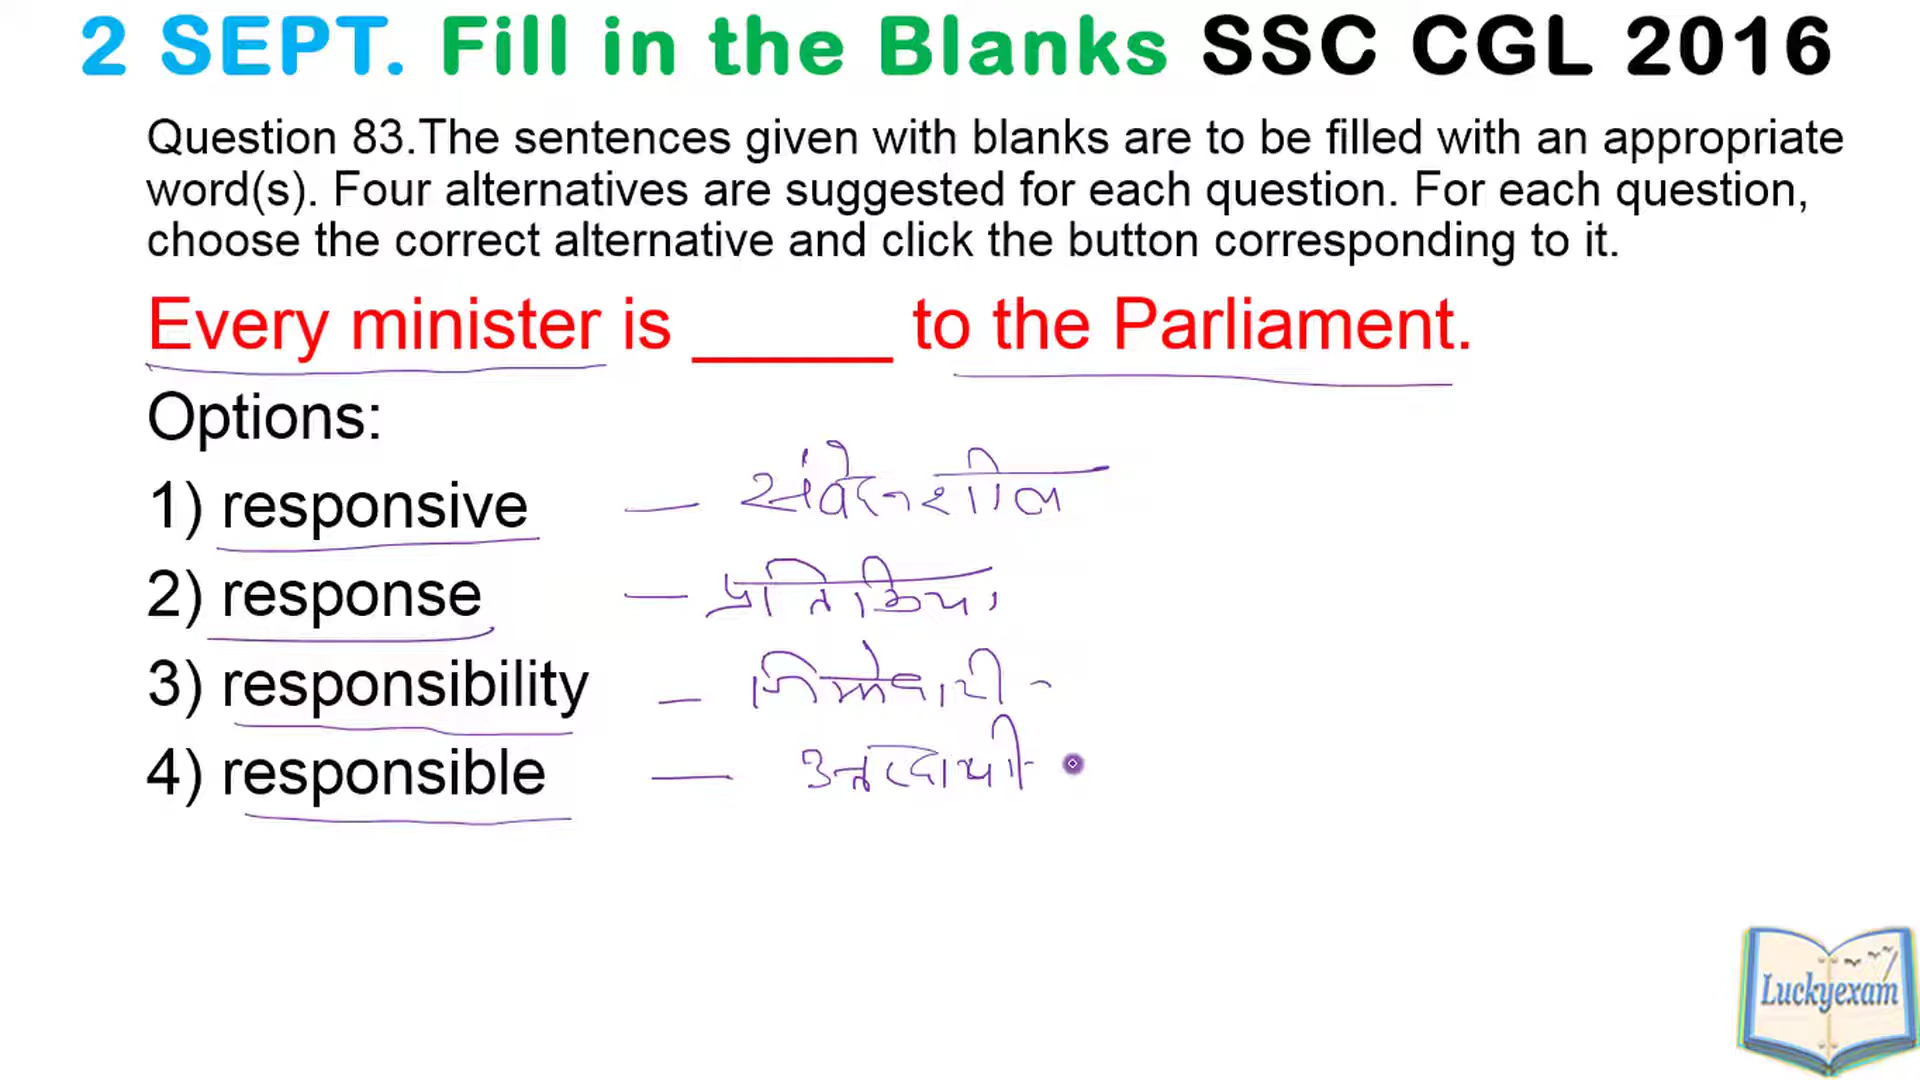 2 SEPT. Fill in the Blanks SSC CGL 2016
Question 83.The sentences given with blanks are to be filled with an appropriate
word(s). Four alternatives are suggested for each question. For each question,
choose the correct alternative and click the button corresponding to it.
Every minister is ______ to the Parliament.
Options:
1) responsive — संवेदनशील
2) response — प्रतिक्रिया
3) responsibility — जिम्मेदारी
4) responsible — उत्तरदायी
Luckyexam